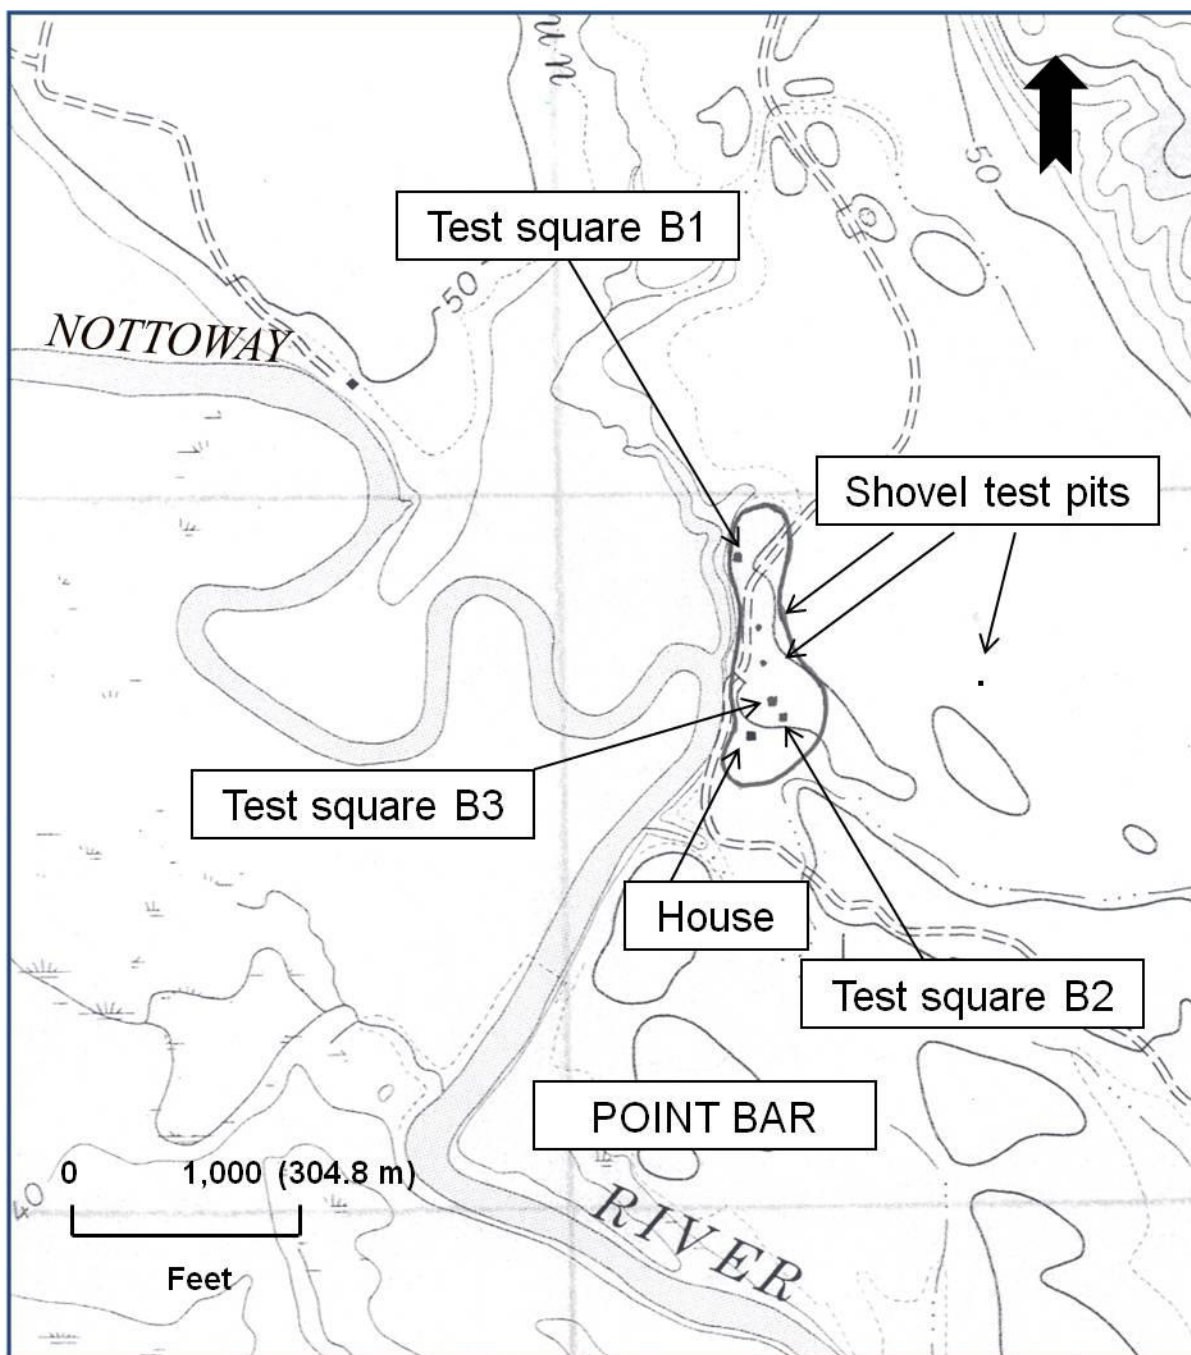 un
50
Test square B1
50
NOTTOWAY
Shovel test pits
Test square B3
House
Test square B2
POINT BAR
0 1,000 (304.8 m)
40
RIVER
Feet